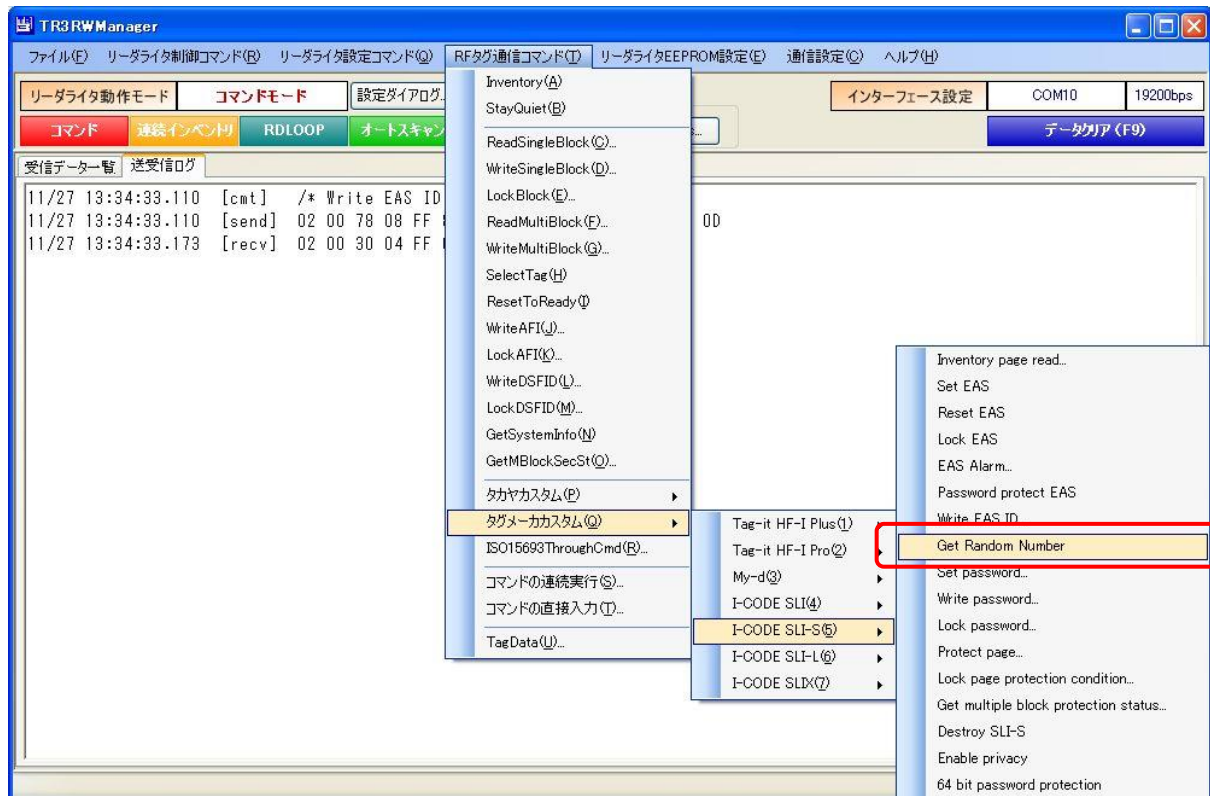 TR3RWManager
ファイル(F) リーダライタ制御コマンド(R) リーダライタ設定コマンド(Q) RFタグ通信コマンド(T) リーダライタEEPROM設定(E) 通信設定(C) ヘルプ(H)
リーダライタ動作モード コマンドモード 設定ダイアログ... インターフェース設定 COM10 19200bps
コマンド 連続インベントリ RDLOOP オートスキャン データクリア (F9)
受信データ一覧 送受信ログ
11/27 13:34:33.110 [cmt] /* Write EAS ID
11/27 13:34:33.110 [send] 02 00 78 08 FF 0D
11/27 13:34:33.173 [recv] 02 00 30 04 FF
Inventory(A)
StayQuiet(B)
ReadSingleBlock(C)...
WriteSingleBlock(D)...
LockBlock(E)...
ReadMultiBlock(F)...
WriteMultiBlock(G)...
SelectTag(H)
ResetToReady(I)
WriteAFI(J)...
LockAFI(K)...
WriteDSFID(L)...
LockDSFID(M)...
GetSystemInfo(N)
GetMBlockSecSt(O)...
タカヤカスタム(P)
タグメーカカスタム(Q)
ISO15693ThroughCmd(R)...
コマンドの連続実行(S)...
コマンドの直接入力(T)...
TagData(U)...
Tag-it HF-I Plus(1)
Tag-it HF-I Pro(2)
My-d(3)
I-CODE SLI(4)
I-CODE SLI-S(5)
I-CODE SLI-L(6)
I-CODE SLIX(7)
Inventory page read...
Set EAS
Reset EAS
Lock EAS
EAS Alarm...
Password protect EAS
Write EAS ID
Get Random Number
Set password...
Write password...
Lock password...
Protect page...
Lock page protection condition...
Get multiple block protection status...
Destroy SLI-S
Enable privacy
64 bit password protection